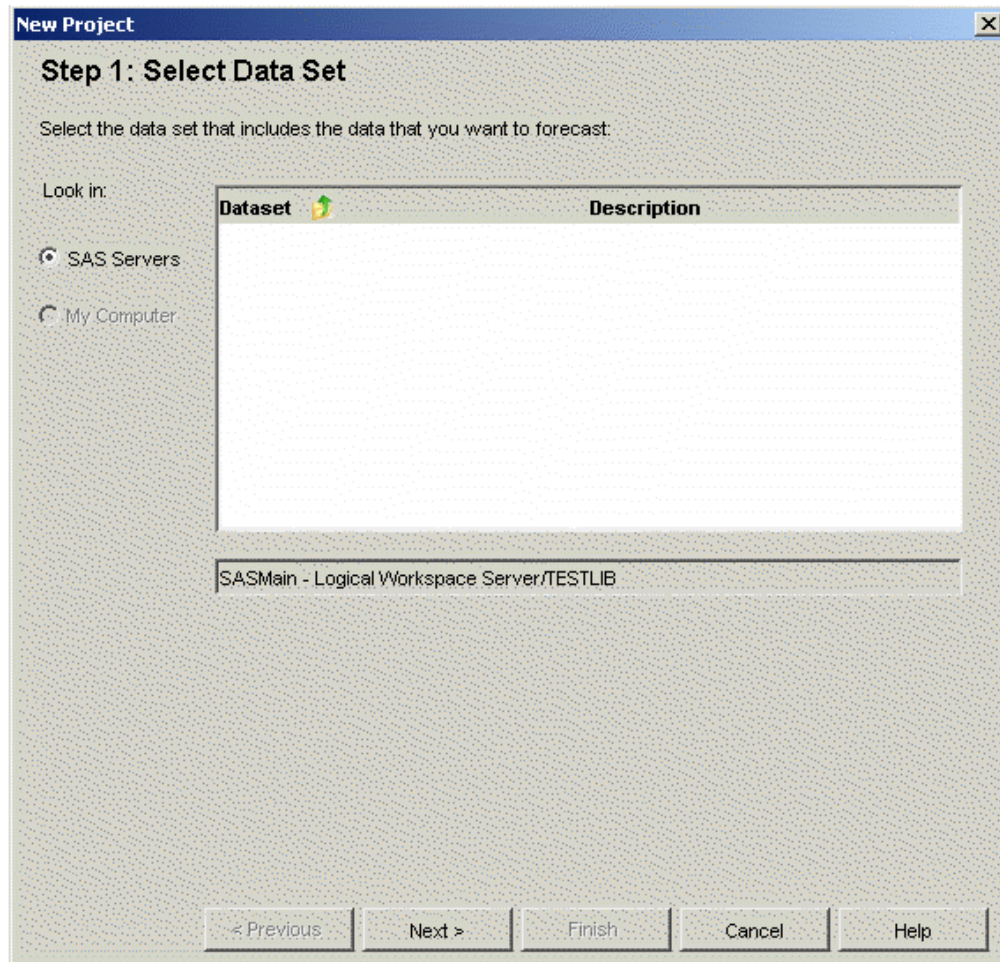 New Project
Step 1: Select Data Set
Select the data set that includes the data that you want to forecast:
Look in:
Dataset Description
SAS Servers
My Computer
SASMain - Logical Workspace Server/TESTLIB
< Previous Next > Finish Cancel Help